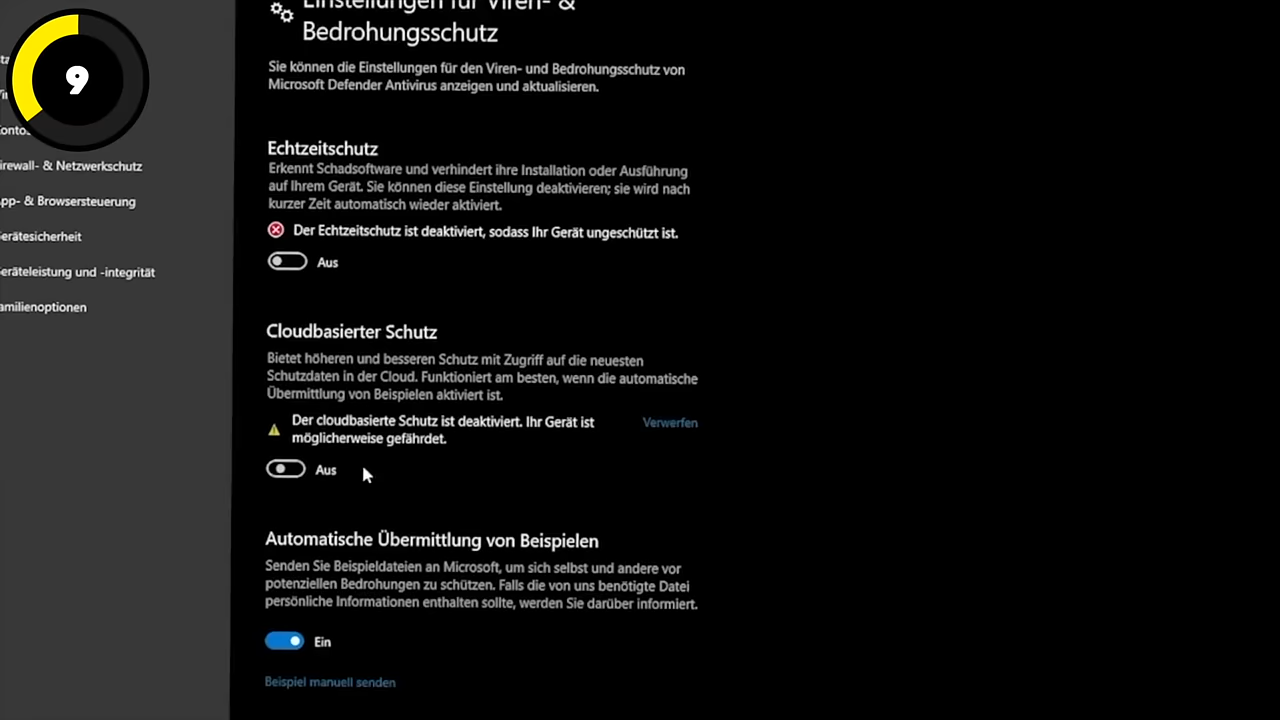 9
Einstellungen für Viren- &
Bedrohungsschutz
Sie können die Einstellungen für den Viren- und Bedrohungsschutz von
Microsoft Defender Antivirus anzeigen und aktualisieren.
irewall- & Netzwerkschutz
pp- & Browsersteuerung
erätesicherheit
eräteleistung und -integrität
amilienoptionen
Echtzeitschutz
Erkennt Schadsoftware und verhindert ihre Installation oder Ausführung
auf Ihrem Gerät. Sie können diese Einstellung deaktivieren; sie wird nach
kurzer Zeit automatisch wieder aktiviert.
Der Echtzeitschutz ist deaktiviert, sodass Ihr Gerät ungeschützt ist.
Aus
Cloudbasierter Schutz
Bietet höheren und besseren Schutz mit Zugriff auf die neuesten
Schutzdaten in der Cloud. Funktioniert am besten, wenn die automatische
Übermittlung von Beispielen aktiviert ist.
Der cloudbasierte Schutz ist deaktiviert. Ihr Gerät ist
möglicherweise gefährdet.
Verwerfen
Aus
Automatische Übermittlung von Beispielen
Senden Sie Beispieldateien an Microsoft, um sich selbst und andere vor
potenziellen Bedrohungen zu schützen. Falls die von uns benötigte Datei
persönliche Informationen enthalten sollte, werden Sie darüber informiert.
Ein
Beispiel manuell senden